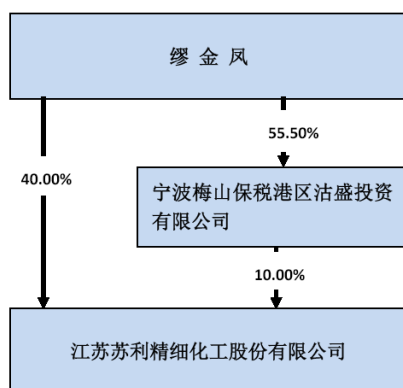 缪 金 凤
55.50%
40.00%
宁波梅山保税港区沽盛投资
有限公司
10.00%
江苏苏利精细化工股份有限公司